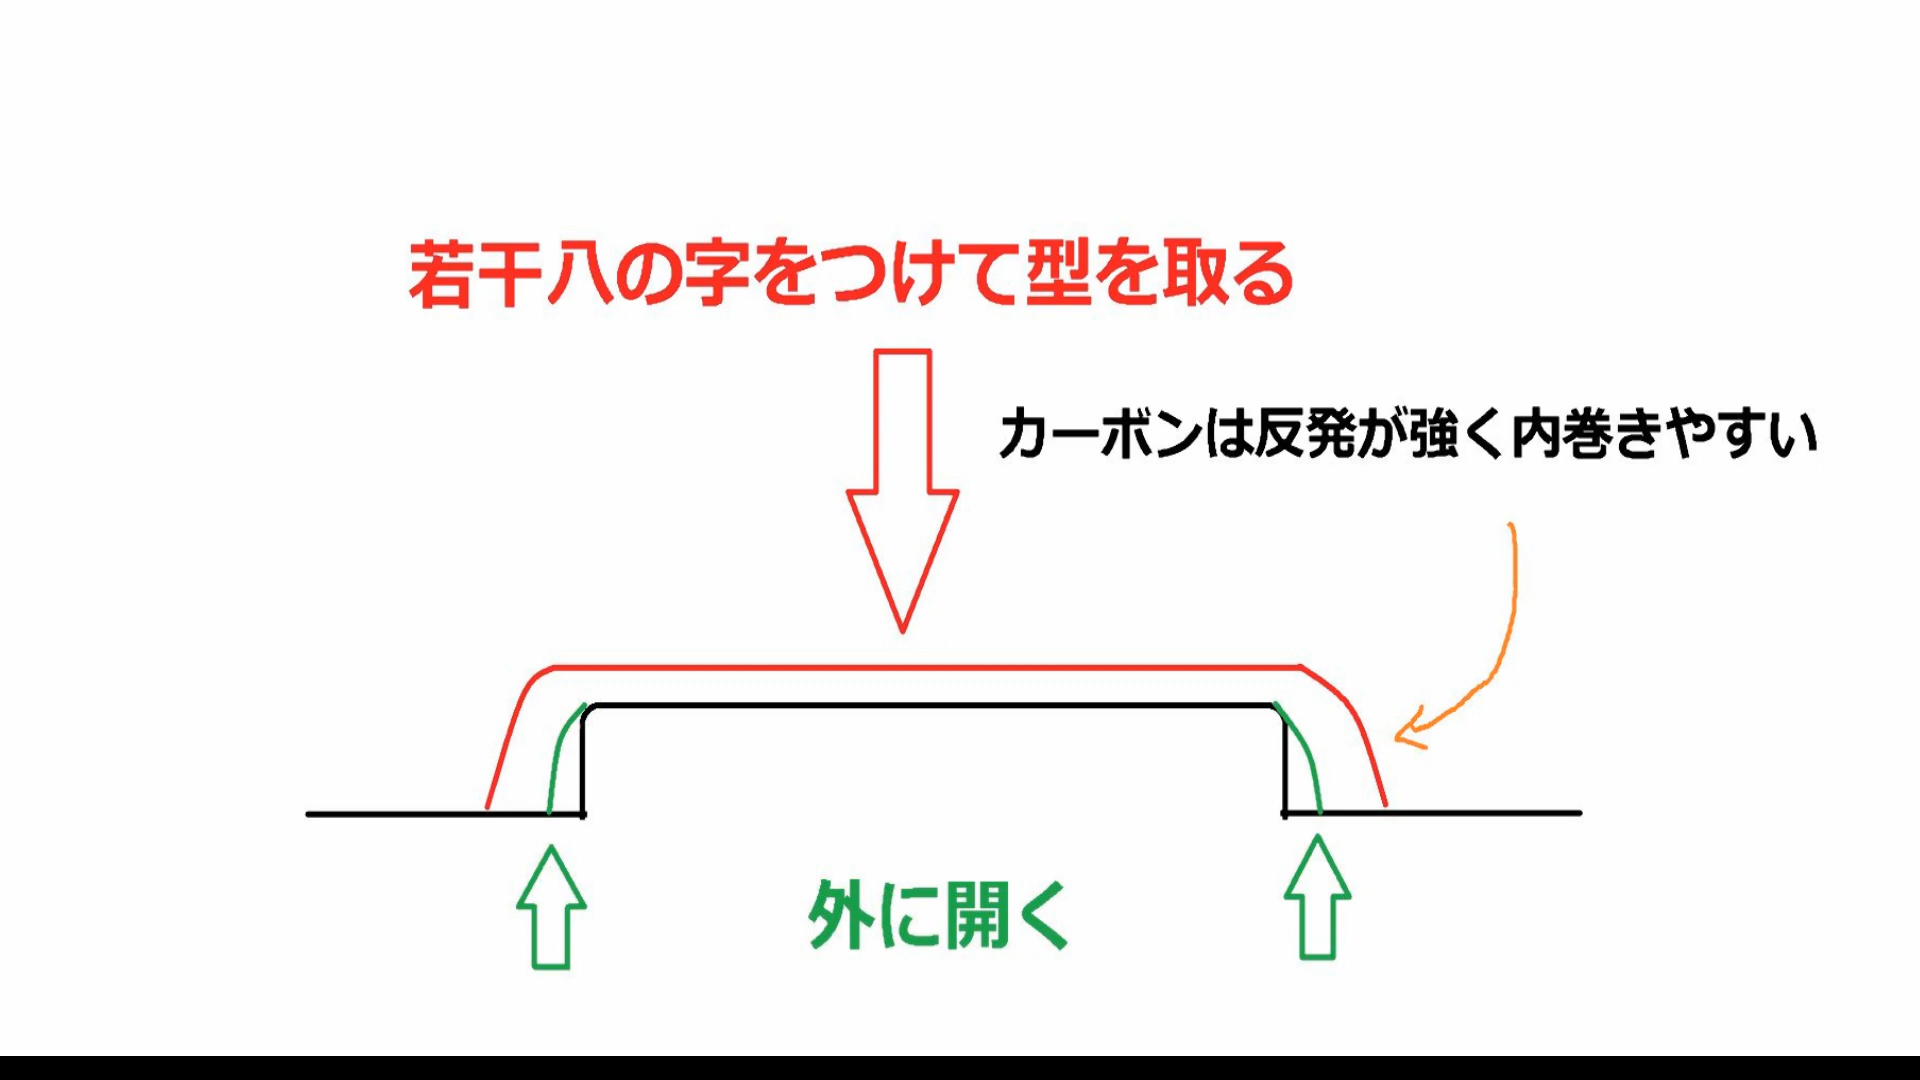 若干八の字をつけて型を取る
カーボンは反発が強く内巻きやすい
外に開く